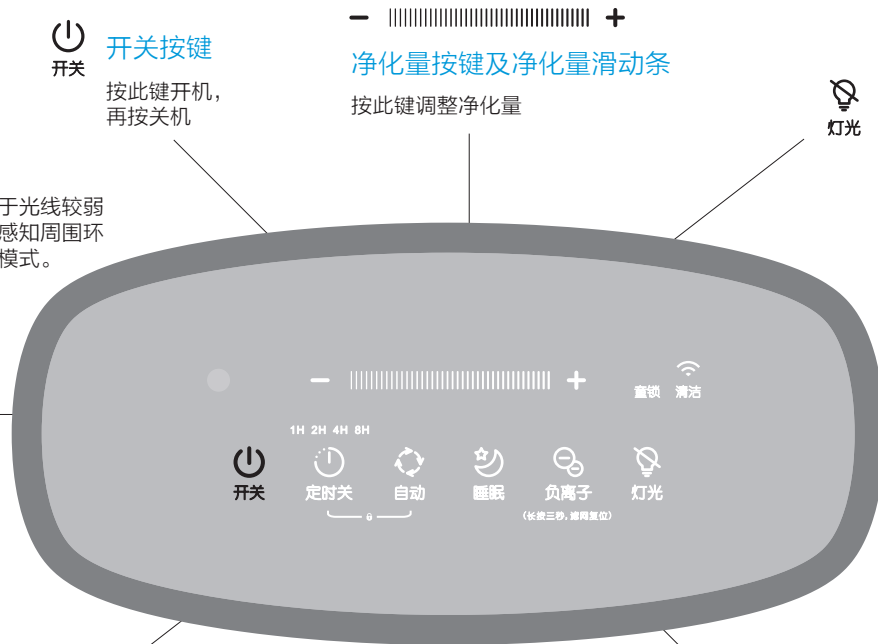 开关
开关按键
按此键开机，
再按关机
净化量按键及净化量滑动条
按此键调整净化量
灯光
于光线较弱
感知周围环
模式。
童锁 清洁
1H 2H 4H 8H
开关 定时关 自动 睡眠 负离子 灯光
(长按三秒, 滤网复位)